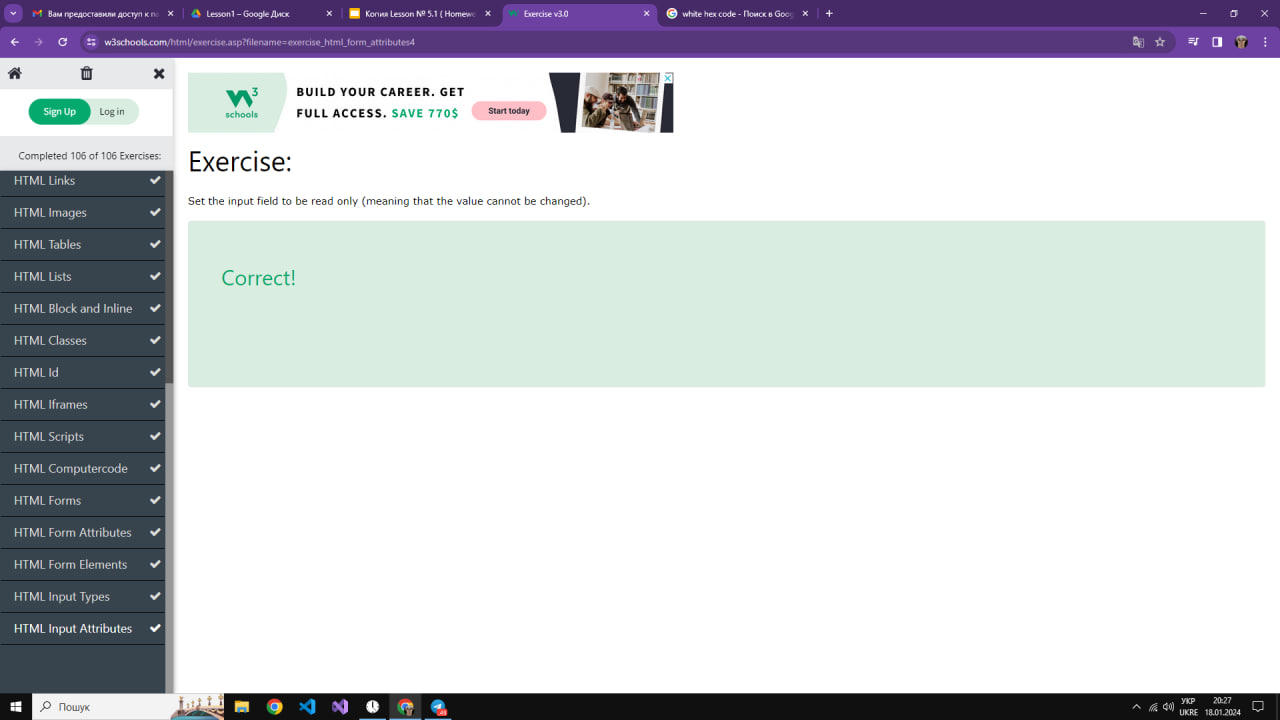 Вам предоставили доступ к по
Lesson1 – Google Диск
Копия Lesson № 5.1 ( Homewo
Exercise v3.0
white hex code - Поиск в Goog
w3schools.com/html/exercise.asp?filename=exercise_html_form_attributes4
Sign Up
Log in
Completed 106 of 106 Exercises:
HTML Links
HTML Images
HTML Tables
HTML Lists
HTML Block and Inline
HTML Classes
HTML Id
HTML Iframes
HTML Scripts
HTML Computercode
HTML Forms
HTML Form Attributes
HTML Form Elements
HTML Input Types
HTML Input Attributes
W3
schools
BUILD YOUR CAREER. GET
FULL ACCESS. SAVE 770$
Start today
Exercise:
Set the input field to be read only (meaning that the value cannot be changed).
Correct!
Пошук
УКР
UKRE
20:27
18.01.2024